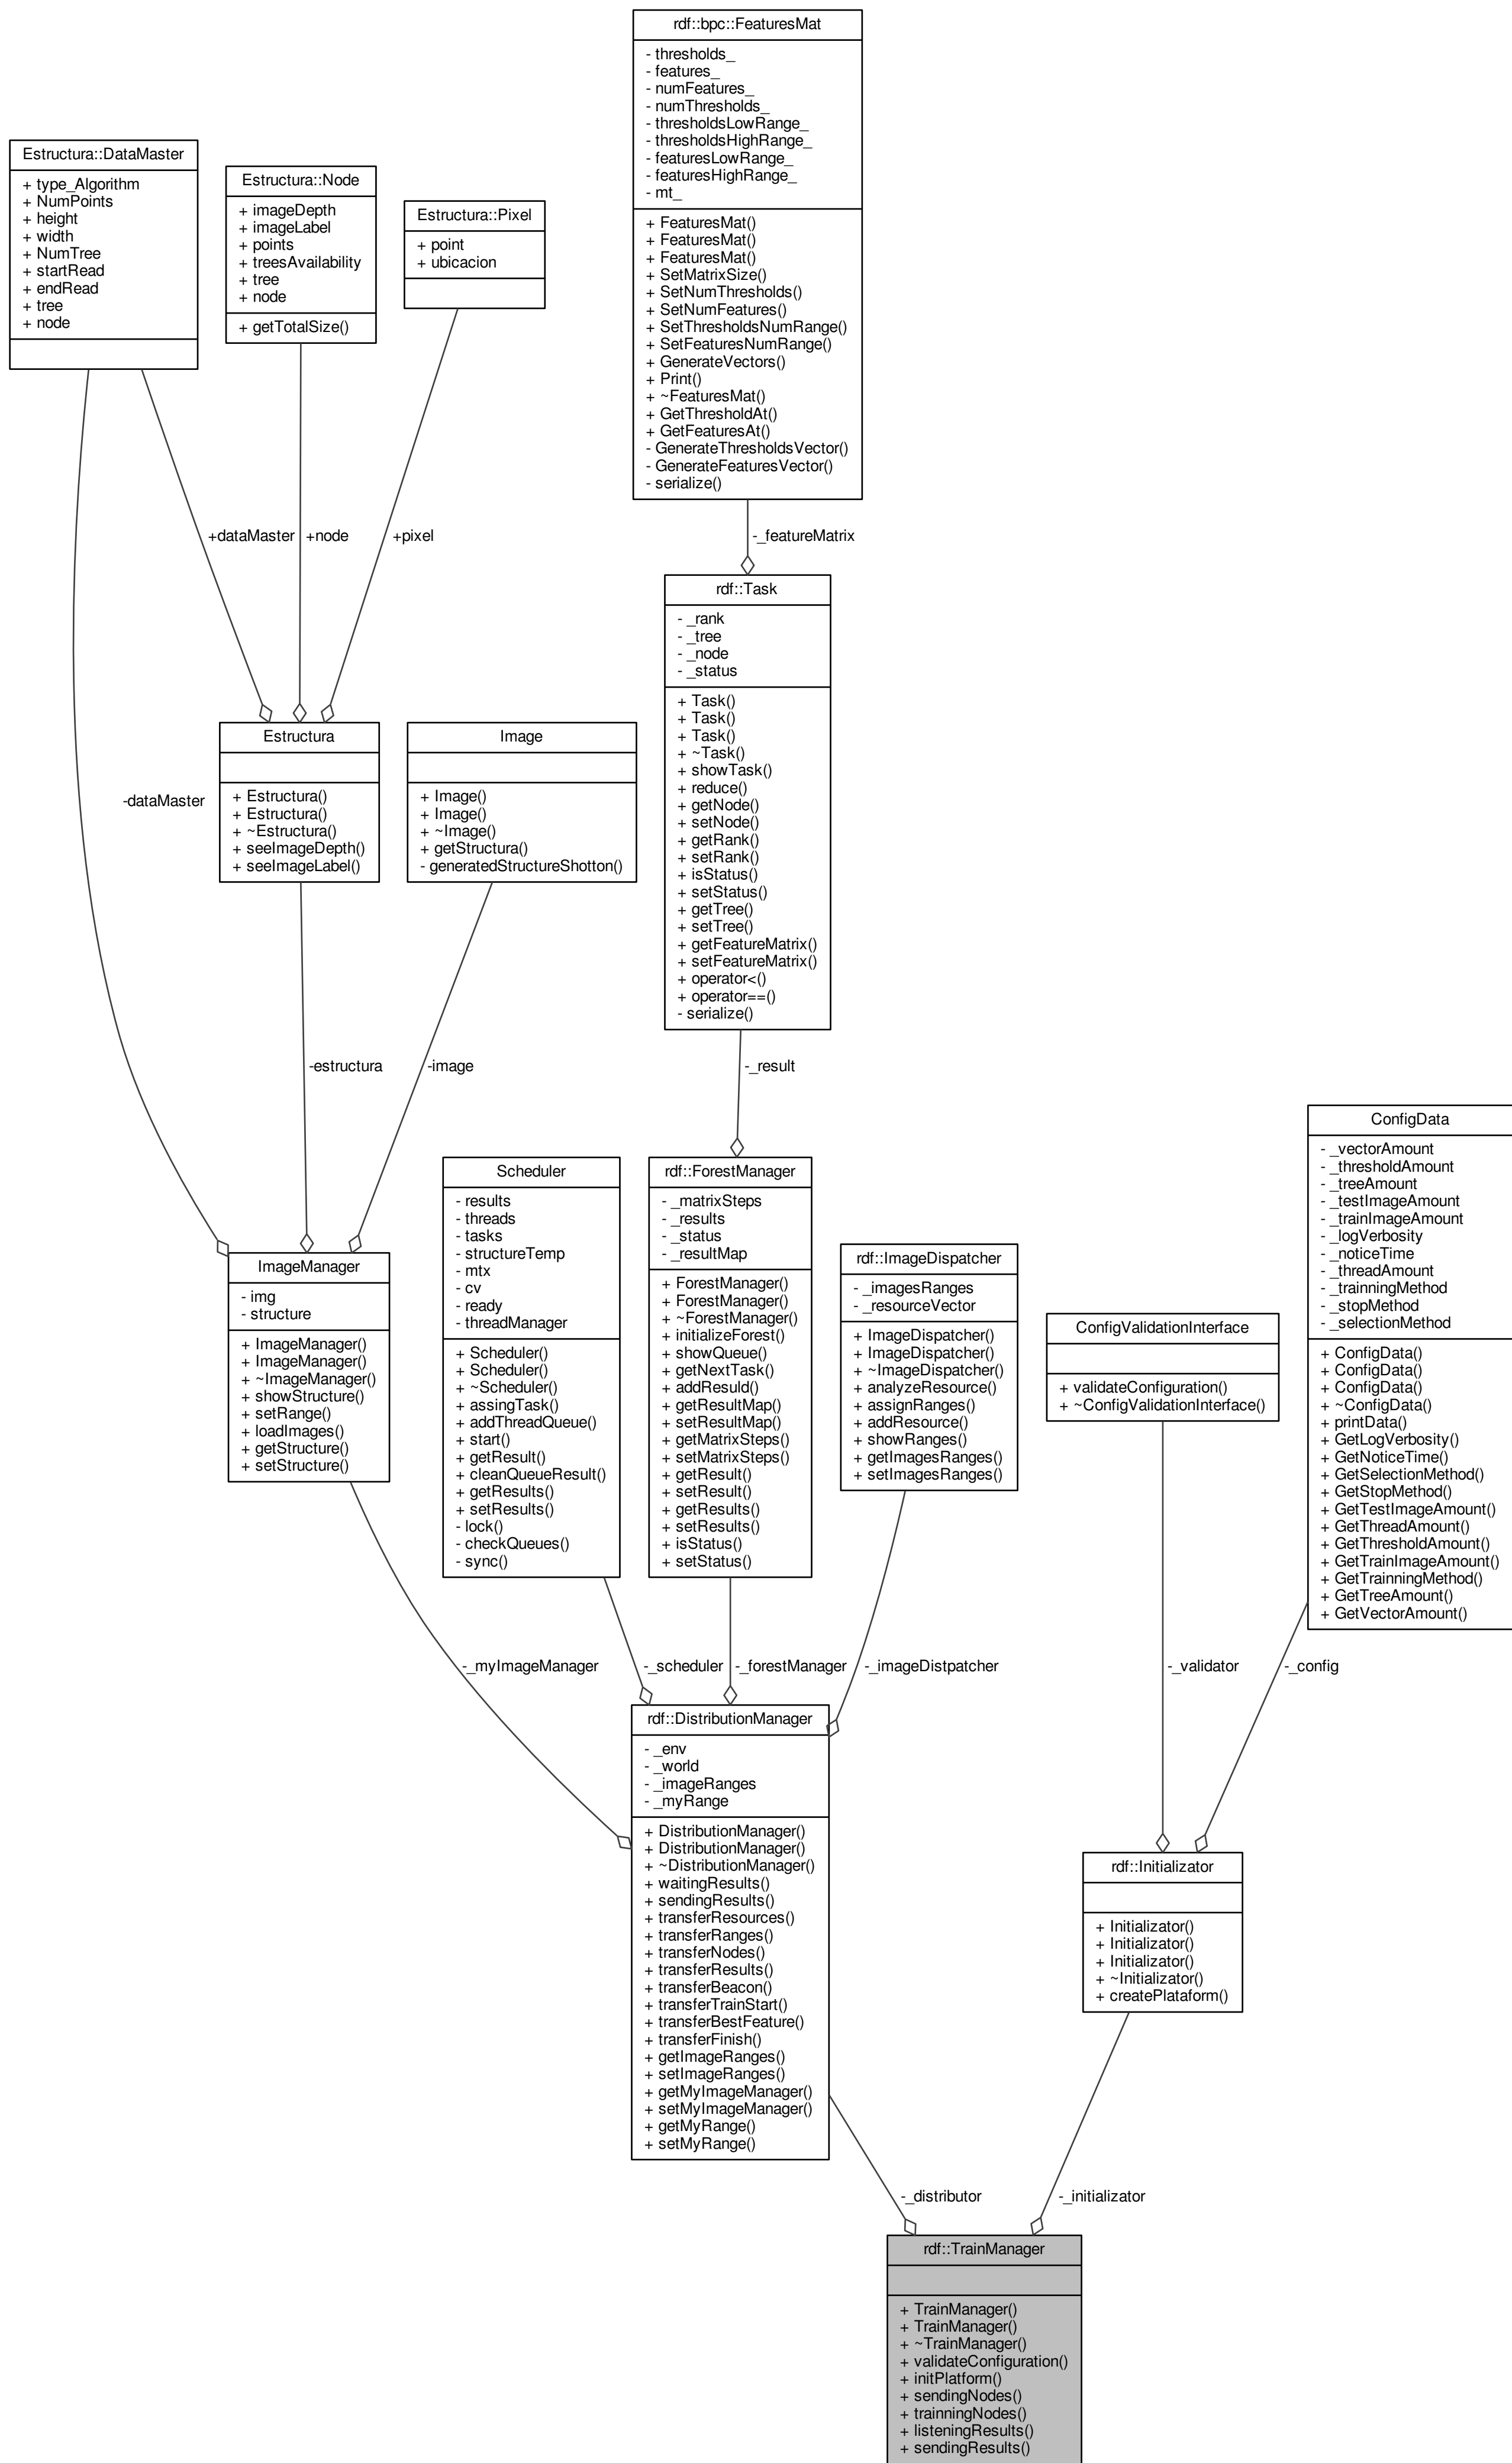 rdf::bpc::FeaturesMat
- thresholds_
- features_
- numFeatures_
- numThresholds_
- thresholdsLowRange_
- thresholdsHighRange_
- featuresLowRange_
- featuresHighRange_
- mt_
+ FeaturesMat()
+ FeaturesMat()
+ FeaturesMat()
+ SetMatrixSize()
+ SetNumThresholds()
+ SetNumFeatures()
+ SetThresholdsNumRange()
+ SetFeaturesNumRange()
+ GenerateVectors()
+ Print()
+ ~FeaturesMat()
+ GetThresholdAt()
+ GetFeaturesAt()
- GenerateThresholdsVector()
- GenerateFeaturesVector()
- serialize()
Estructura::DataMaster
+ type_Algorithm
+ NumPoints
+ height
+ width
+ NumTree
+ startRead
+ endRead
+ tree
+ node
Estructura::Node
+ imageDepth
+ imageLabel
+ points
+ treesAvailability
+ tree
+ node
+ getTotalSize()
Estructura::Pixel
+ point
+ ubicacion
+dataMaster
+node
+pixel
-_featureMatrix
rdf::Task
- _rank
- _tree
- _node
- _status
+ Task()
+ Task()
+ Task()
+ ~Task()
+ showTask()
+ reduce()
+ getNode()
+ setNode()
+ getRank()
+ setRank()
+ isStatus()
+ setStatus()
+ getTree()
+ setTree()
+ getFeatureMatrix()
+ setFeatureMatrix()
+ operator<()
+ operator==()
- serialize()
Estructura
+ Estructura()
+ Estructura()
+ ~Estructura()
+ seeImageDepth()
+ seeImageLabel()
Image
+ Image()
+ Image()
+ ~Image()
+ getStructura()
- generatedStructureShotton()
-dataMaster
-estructura
-image
-_result
ConfigData
- _vectorAmount
- _thresholdAmount
- _treeAmount
- _testImageAmount
- _trainImageAmount
- _logVerbosity
- _noticeTime
- _threadAmount
- _trainningMethod
- _stopMethod
- _selectionMethod
+ ConfigData()
+ ConfigData()
+ ConfigData()
+ ~ConfigData()
+ printData()
+ GetLogVerbosity()
+ GetNoticeTime()
+ GetSelectionMethod()
+ GetStopMethod()
+ GetTestImageAmount()
+ GetThreadAmount()
+ GetThresholdAmount()
+ GetTrainImageAmount()
+ GetTrainningMethod()
+ GetTreeAmount()
+ GetVectorAmount()
Scheduler
- results
- threads
- tasks
- structureTemp
- mtx
- cv
- ready
- threadManager
+ Scheduler()
+ Scheduler()
+ ~Scheduler()
+ assingTask()
+ addThreadQueue()
+ start()
+ getResult()
+ cleanQueueResult()
+ getResults()
+ setResults()
- lock()
- checkQueues()
- sync()
rdf::ForestManager
- _matrixSteps
- _results
- _status
- _resultMap
+ ForestManager()
+ ForestManager()
+ ~ForestManager()
+ initializeForest()
+ showQueue()
+ getNextTask()
+ addResuld()
+ getResultMap()
+ setResultMap()
+ getMatrixSteps()
+ setMatrixSteps()
+ getResult()
+ setResult()
+ getResults()
+ setResults()
+ isStatus()
+ setStatus()
rdf::ImageDispatcher
- _imagesRanges
- _resourceVector
+ ImageDispatcher()
+ ImageDispatcher()
+ ~ImageDispatcher()
+ analyzeResource()
+ assignRanges()
+ addResource()
+ showRanges()
+ getImagesRanges()
+ setImagesRanges()
ImageManager
- img
- structure
+ ImageManager()
+ ImageManager()
+ ~ImageManager()
+ showStructure()
+ setRange()
+ loadImages()
+ getStructure()
+ setStructure()
ConfigValidationInterface
+ validateConfiguration()
+ ~ConfigValidationInterface()
-_myImageManager
-_scheduler
-_forestManager
-_imageDistpatcher
-_validator
-_config
rdf::DistributionManager
- _env
- _world
- _imageRanges
- _myRange
+ DistributionManager()
+ DistributionManager()
+ ~DistributionManager()
+ waitingResults()
+ sendingResults()
+ transferResources()
+ transferRanges()
+ transferNodes()
+ transferResults()
+ transferBeacon()
+ transferTrainStart()
+ transferBestFeature()
+ transferFinish()
+ getImageRanges()
+ setImageRanges()
+ getMyImageManager()
+ setMyImageManager()
+ getMyRange()
+ setMyRange()
rdf::Initializator
+ Initializator()
+ Initializator()
+ Initializator()
+ ~Initializator()
+ createPlataform()
-_distributor
-_initializator
rdf::TrainManager
+ TrainManager()
+ TrainManager()
+ ~TrainManager()
+ validateConfiguration()
+ initPlatform()
+ sendingNodes()
+ trainningNodes()
+ listeningResults()
+ sendingResults()